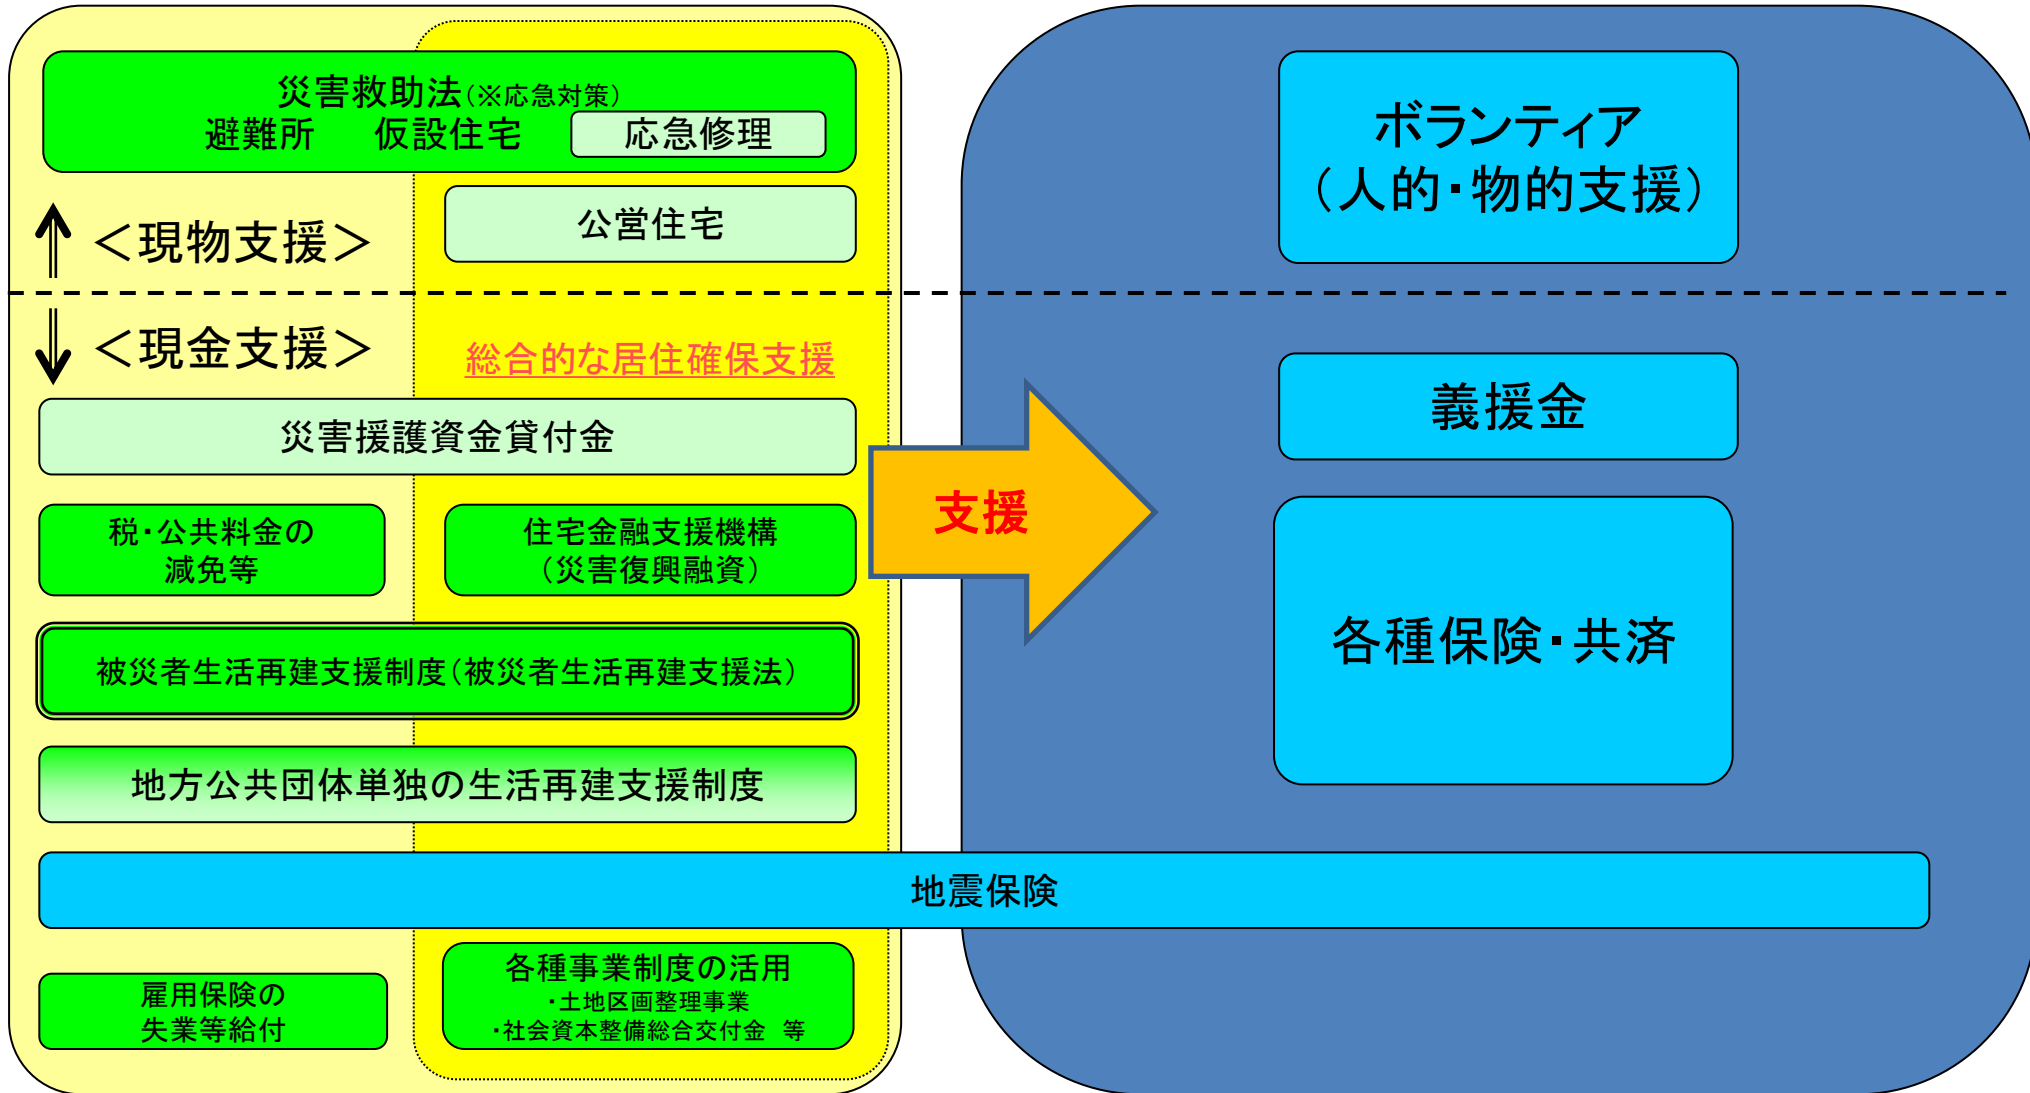 災害救助法(※応急対策)
避難所 仮設住宅 応急修理
公営住宅
<現物支援>
<現金支援>
総合的な居住確保支援
災害援護資金貸付金
税・公共料金の
減免等
住宅金融支援機構
(災害復興融資)
被災者生活再建支援制度(被災者生活再建支援法)
地方公共団体単独の生活再建支援制度
地震保険
雇用保険の
失業等給付
各種事業制度の活用
・土地区画整理事業
・社会資本整備総合交付金 等
支援
ボランティア
(人的・物的支援)
義援金
各種保険・共済